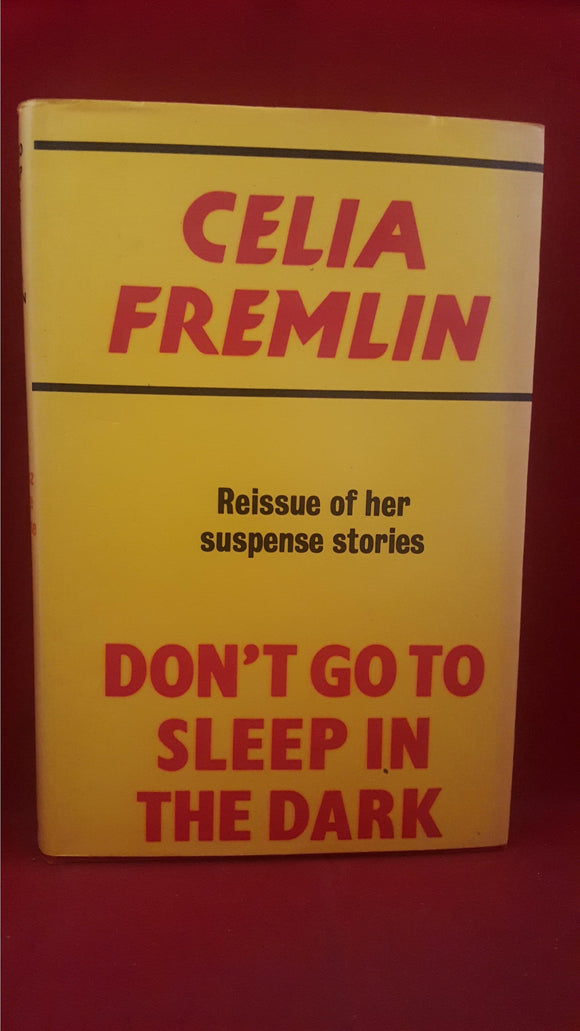 CELIA
FREMLIN
Reissue of her
suspense stories
DON'T GO TO
SLEEP IN
THE DARK